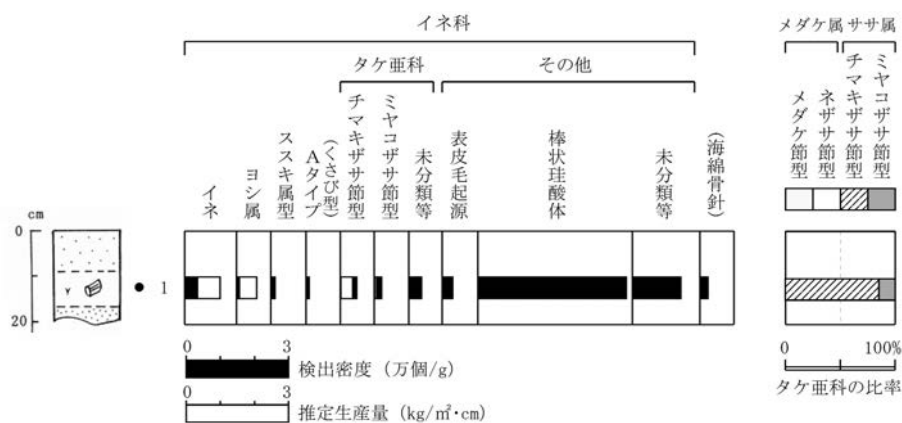 イネ科
タケ亜科
その他
イネ
ヨシ属
ススキ属型
Aタイプ
(くさび型)
チマキザサ節型
ミヤコザサ節型
未分類等
表皮毛起源
棒状珪酸体
未分類等
(海綿骨針)
メダケ属 ササ属
メダケ節型
ネザサ節型
チマキザサ節型
ミヤコザサ節型
cm
0
20
1
0 3
検出密度 (万個/g)
0 3
推定生産量 (kg/㎡・cm)
0 100%
タケ亜科の比率